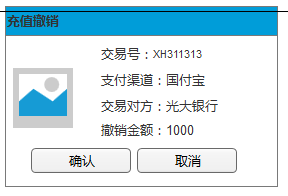 充值撤销
交易号：XH311313
支付渠道：国付宝
交易对方：光大银行
撤销金额：1000
确认 取消